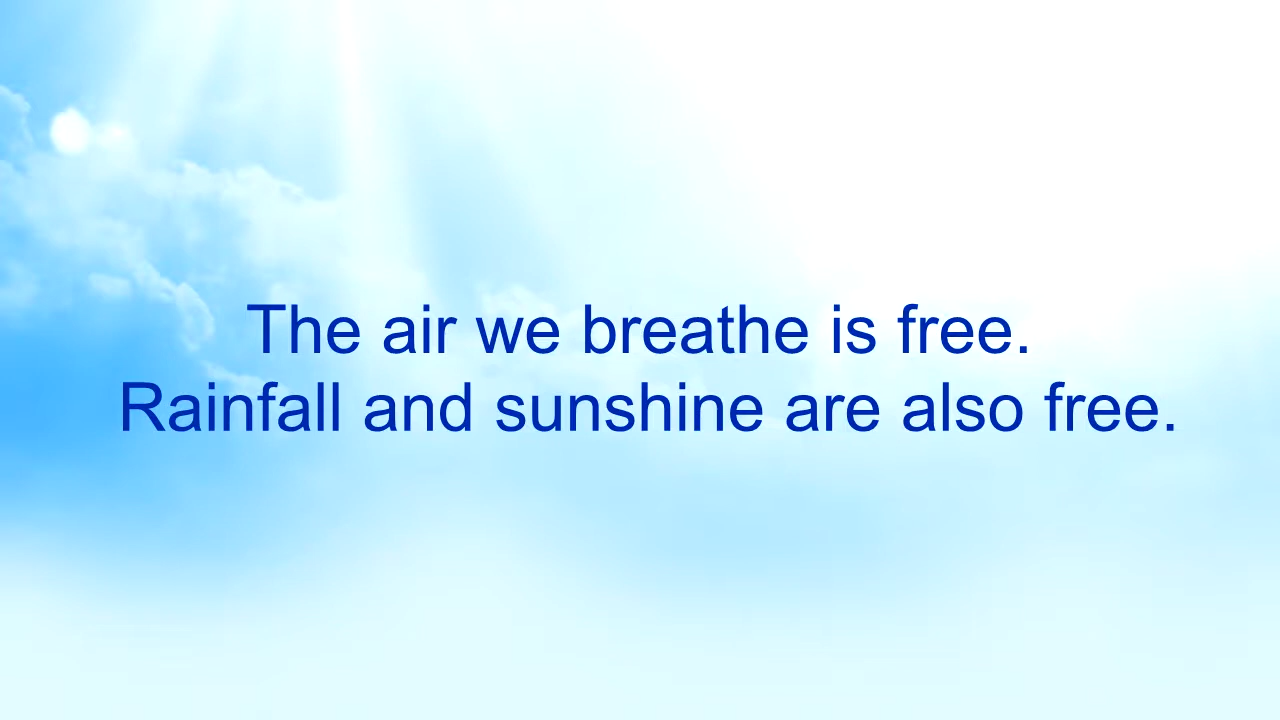 The air we breathe is free.
Rainfall and sunshine are also free.